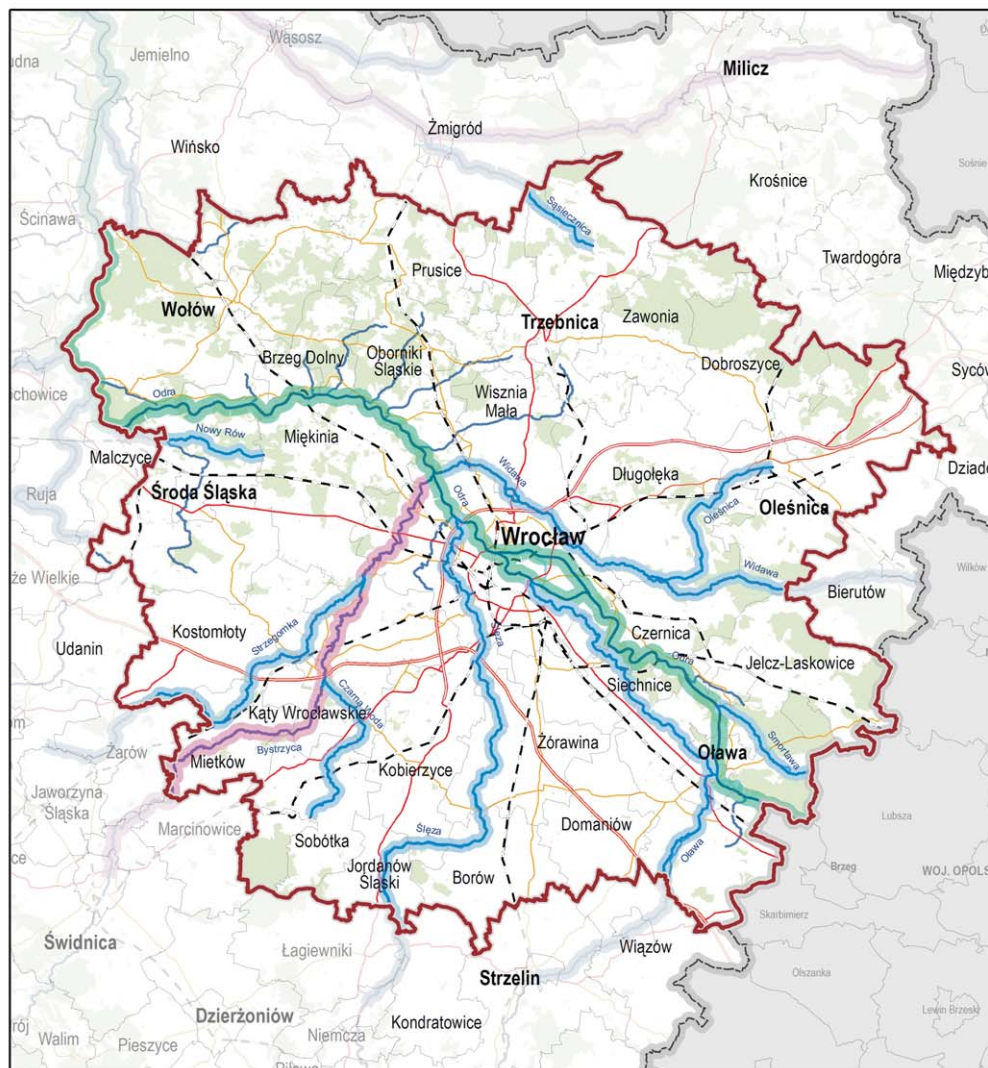 Wąsosz
Jemielno
Milicz
Żmigród
Wińsko
Krośnice
Sośnie
Ścinawa
Sąsiecznica
Twardogóra
Prusice
Wołów
Trzebnica
Zawonia
Brzeg Dolny
Oborniki
Śląskie
Dobroszyce
Syców
Wisznia
Mała
Odra
Nowy Rów
Miękinia
Malczyce
Widawa
Długołęka
Ruja
Środa Śląska
Odra
Oleśnica
Oleśnica
Wrocław
Widawa
Wilków
Bierutów
Kostomłoty
Strzegomka
Udanin
Ślęza
Czernica
Odra
Jelcz-Laskowice
Siechnice
Czarna Woda
Kąty Wrocławskie
Bystrzyca
Żórawina
Oława
Smortawa
Żarów
Mietków
Kobierzyce
Jaworzyna
Śląska
Marcinowice
Domaniów
Lubsza
Ślęza
Sobótka
Oława
Jordanów
Śląski
Borów
Brzeg
WOJ. OPOLS
Skarbimierz
Świdnica
Łagiewniki
Wiązów
Strzelin
Olszanka
Dzierżoniów
Kondratowice
Niemcza
Lewin Brzeski
Walim
Pieszyce